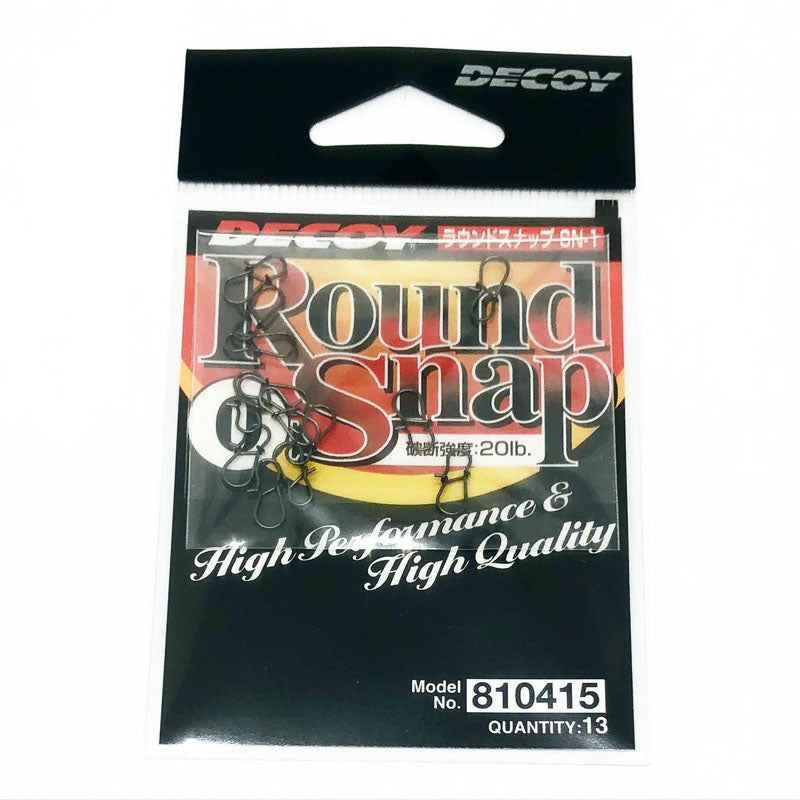 DECOY
DECOY ラウンドスナップ SN-1
Round
Snap
破断強度:20lb.
High Performance &
High Quality
Model No. 810415
QUANTITY:13